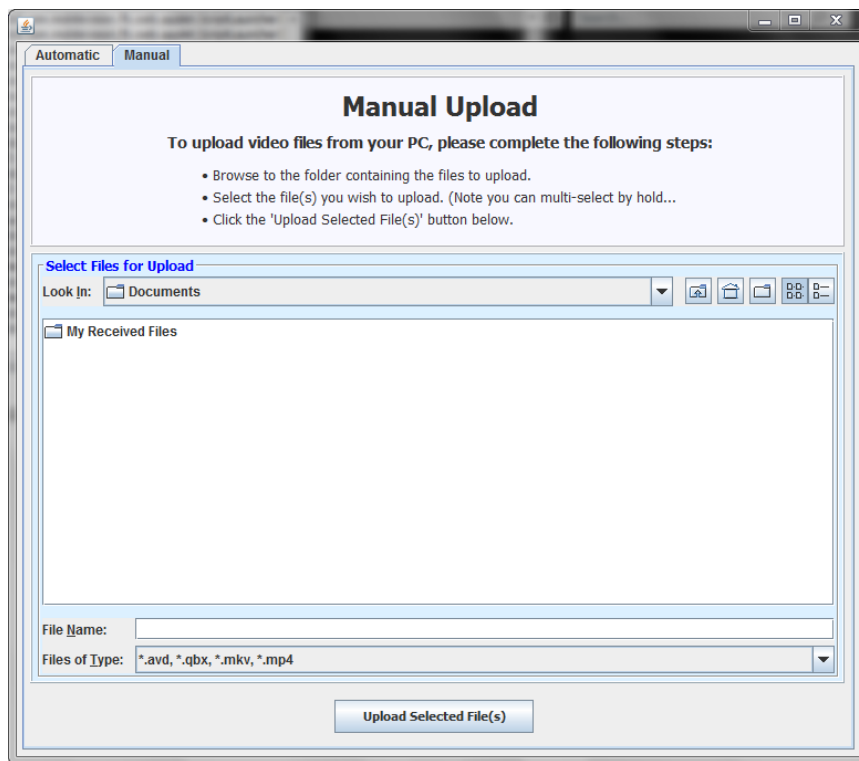 Automatic Manual
Manual Upload
To upload video files from your PC, please complete the following steps:
• Browse to the folder containing the files to upload.
• Select the file(s) you wish to upload. (Note you can multi-select by hold...
• Click the 'Upload Selected File(s)' button below.
Select Files for Upload
Look In: Documents
My Received Files
File Name:
Files of Type: *.avd, *.qbx, *.mkv, *.mp4
Upload Selected File(s)